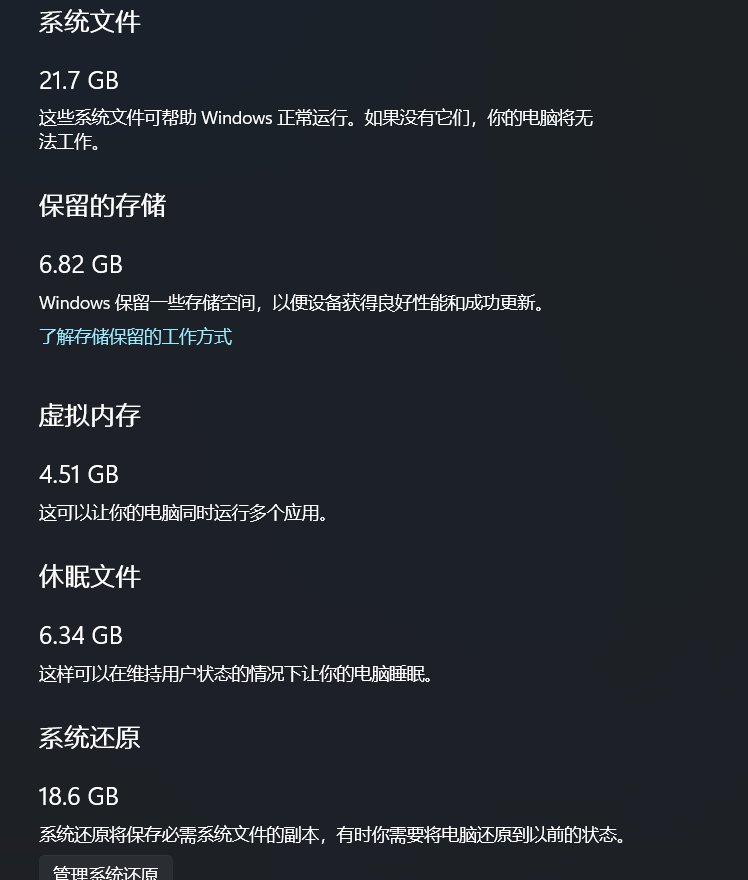 系统文件
21.7 GB
这些系统文件可帮助 Windows 正常运行。如果没有它们，你的电脑将无
法工作。
保留的存储
6.82 GB
Windows 保留一些存储空间，以便设备获得良好性能和成功更新。
了解存储保留的工作方式
虚拟内存
4.51 GB
这可以让你的电脑同时运行多个应用。
休眠文件
6.34 GB
这样可以在维持用户状态的情况下让你的电脑睡眠。
系统还原
18.6 GB
系统还原将保存必需系统文件的副本，有时你需要将电脑还原到以前的状态。
管理系统还原